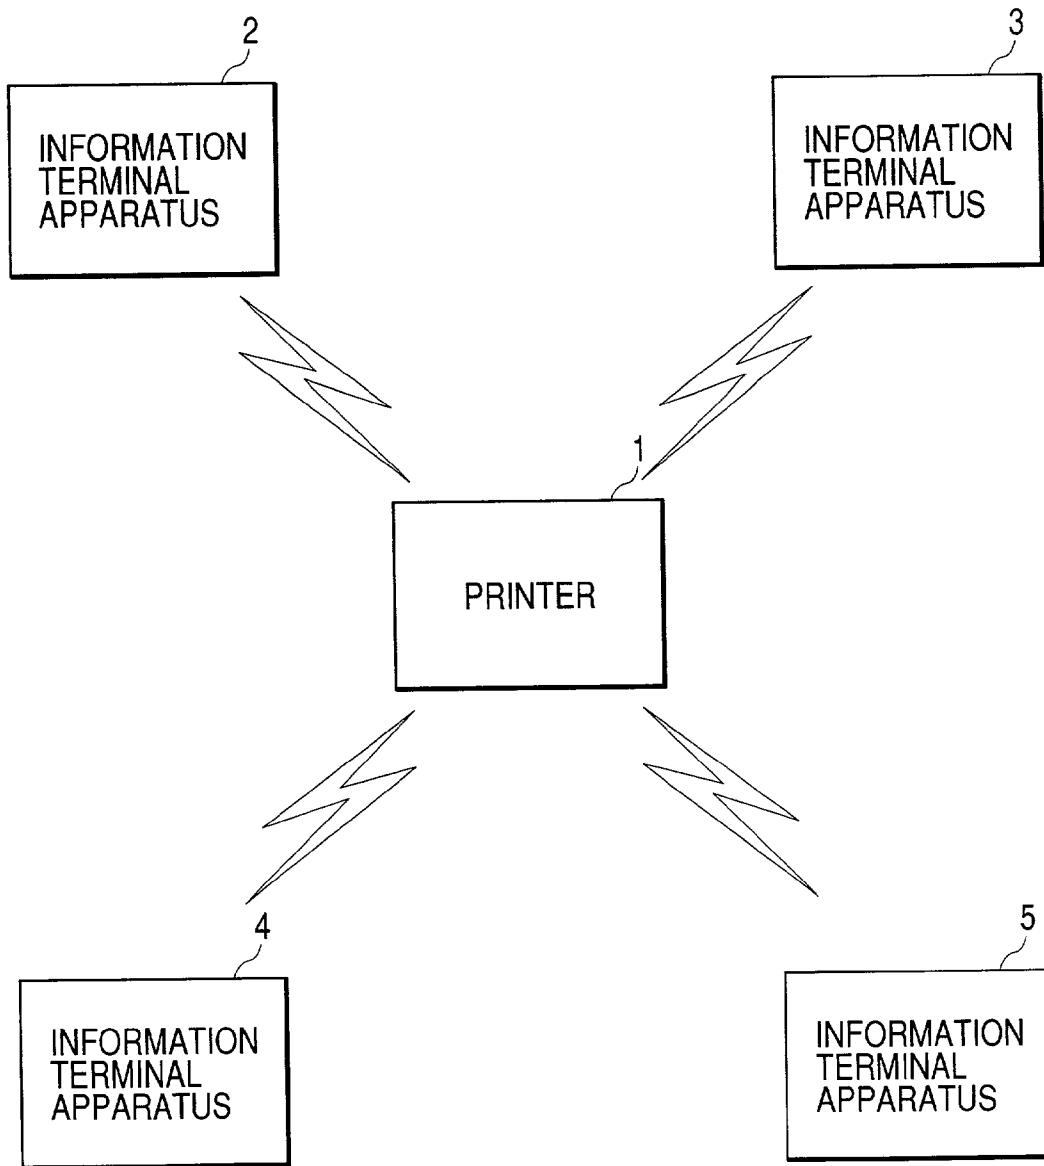 2
3
INFORMATION
TERMINAL
APPARATUS
INFORMATION
TERMINAL
APPARATUS
1
PRINTER
4
5
INFORMATION
TERMINAL
APPARATUS
INFORMATION
TERMINAL
APPARATUS